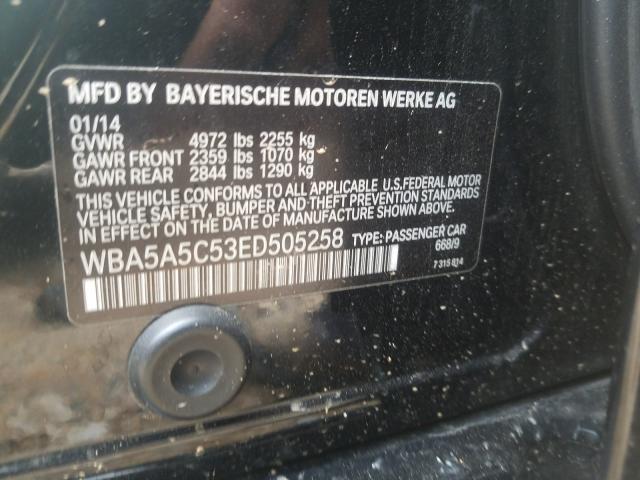 MFD BY BAYERISCHE MOTOREN WERKE AG
01/14
GVWR 4972 lbs 2255 kg
GAWR FRONT 2359 lbs 1070 kg
GAWR REAR 2844 lbs 1290 kg
THIS VEHICLE CONFORMS TO ALL APPLICABLE U.S.FEDERAL MOTOR
VEHICLE SAFETY, BUMPER AND THEFT PREVENTION STANDARDS
IN EFFECT ON THE DATE OF MANUFACTURE SHOWN ABOVE.
WBA5A5C53ED505258 TYPE: PASSENGER CAR
668/9
7 315 814